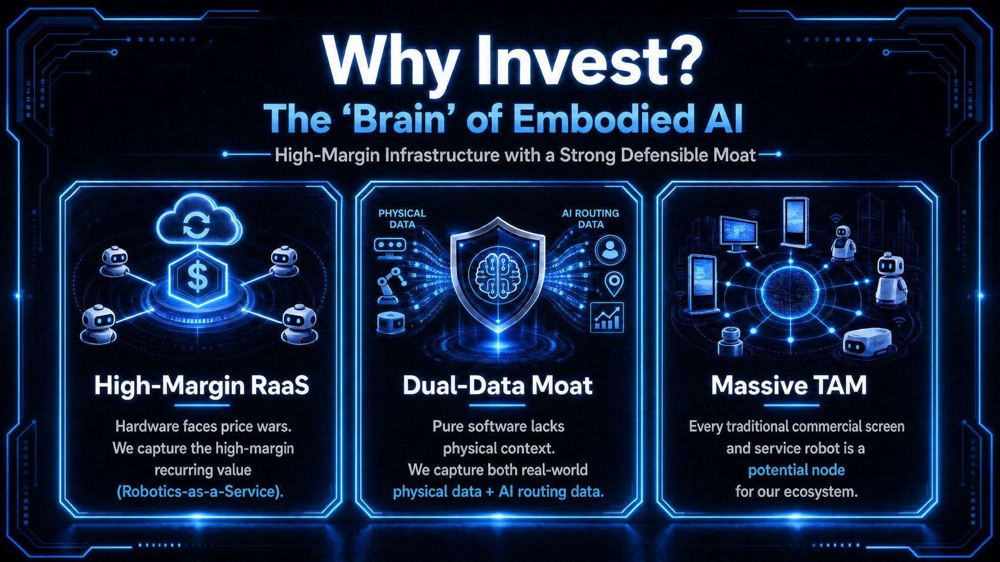 Why Invest?
The ‘Brain’ of Embodied AI
High-Margin Infrastructure with a Strong Defensible Moat
$
High-Margin RaaS
Hardware faces price wars.
We capture the high-margin
recurring value
(Robotics-as-a-Service).
PHYSICAL
DATA
AI ROUTING
DATA
Dual-Data Moat
Pure software lacks
physical context.
We capture both real-world
physical data + AI routing data.
Massive TAM
Every traditional commercial screen
and service robot is a
potential node
for our ecosystem.